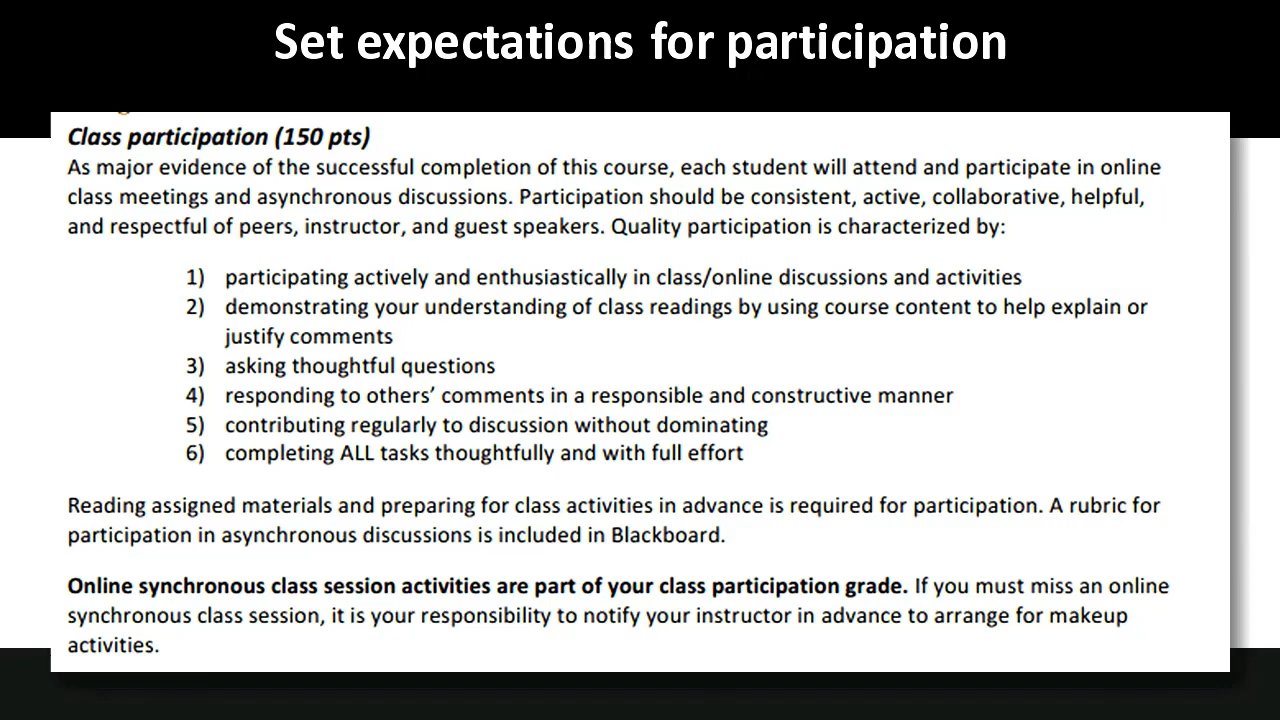 Set expectations for participation
Class participation (150 pts)
As major evidence of the successful completion of this course, each student will attend and participate in online
class meetings and asynchronous discussions. Participation should be consistent, active, collaborative, helpful,
and respectful of peers, instructor, and guest speakers. Quality participation is characterized by:
1) participating actively and enthusiastically in class/online discussions and activities
2) demonstrating your understanding of class readings by using course content to help explain or
justify comments
3) asking thoughtful questions
4) responding to others’ comments in a responsible and constructive manner
5) contributing regularly to discussion without dominating
6) completing ALL tasks thoughtfully and with full effort
Reading assigned materials and preparing for class activities in advance is required for participation. A rubric for
participation in asynchronous discussions is included in Blackboard.
Online synchronous class session activities are part of your class participation grade. If you must miss an online
synchronous class session, it is your responsibility to notify your instructor in advance to arrange for makeup
activities.